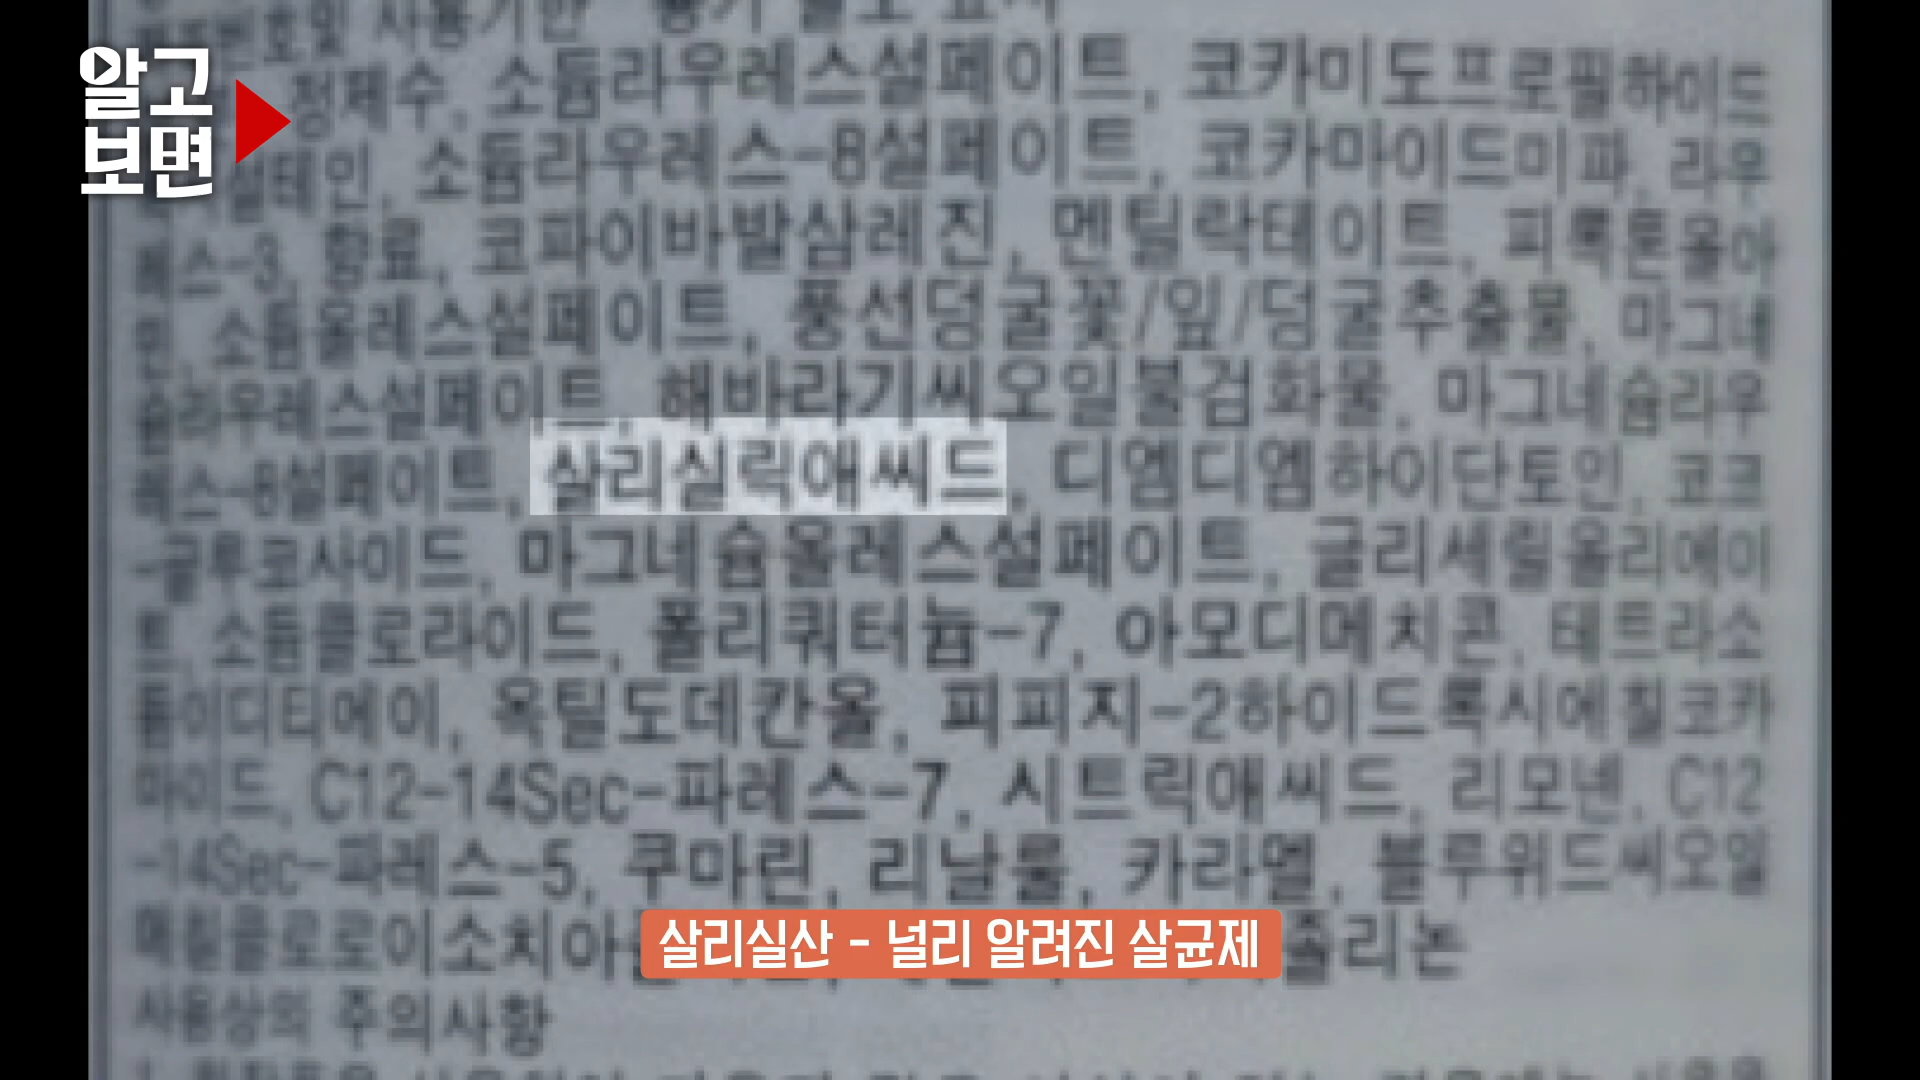 알고
보면
정제수, 소듐라우레스설페이트, 코카미도프로필하이드
소듐라우레스-8설페이트, 코카마이드미파, 라우
레스-3, 향료, 코파이바발삼레진, 멘틸락테이트, 피록톤올아
민, 소듐올레스설페이트, 풍선덩굴꽃/잎/덩굴추출물, 마그네
슘라우레스설페이트, 해바라기씨오일불검화물, 마그네슘라우
레스-8설페이트, 살리실릭애씨드, 디엠디엠하이단토인, 코코
-글루코사이드, 마그네슘올레스설페이트, 글리세릴올리에이
트, 소듐클로라이드, 폴리쿼터늄-7, 아모디메치콘, 테트라소
듐이디티에이, 옥틸도데칸올, 피피지-2하이드록시에칠코카
마이드, C12-14Sec-파레스-7, 시트릭애씨드, 리모넨, C12
-14Sec-파레스-5, 쿠마린, 리날룰, 카라멜, 블루위드씨오일
메칠클로로이소치아졸리논
살리실산 - 널리 알려진 살균제
사용상의 주의사항